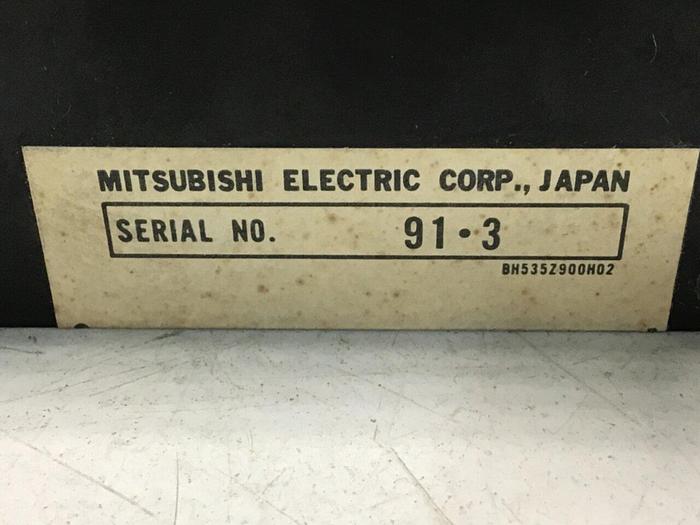 MITSUBISHI ELECTRIC CORP., JAPAN
SERIAL NO. 91•3
BH535Z900H02